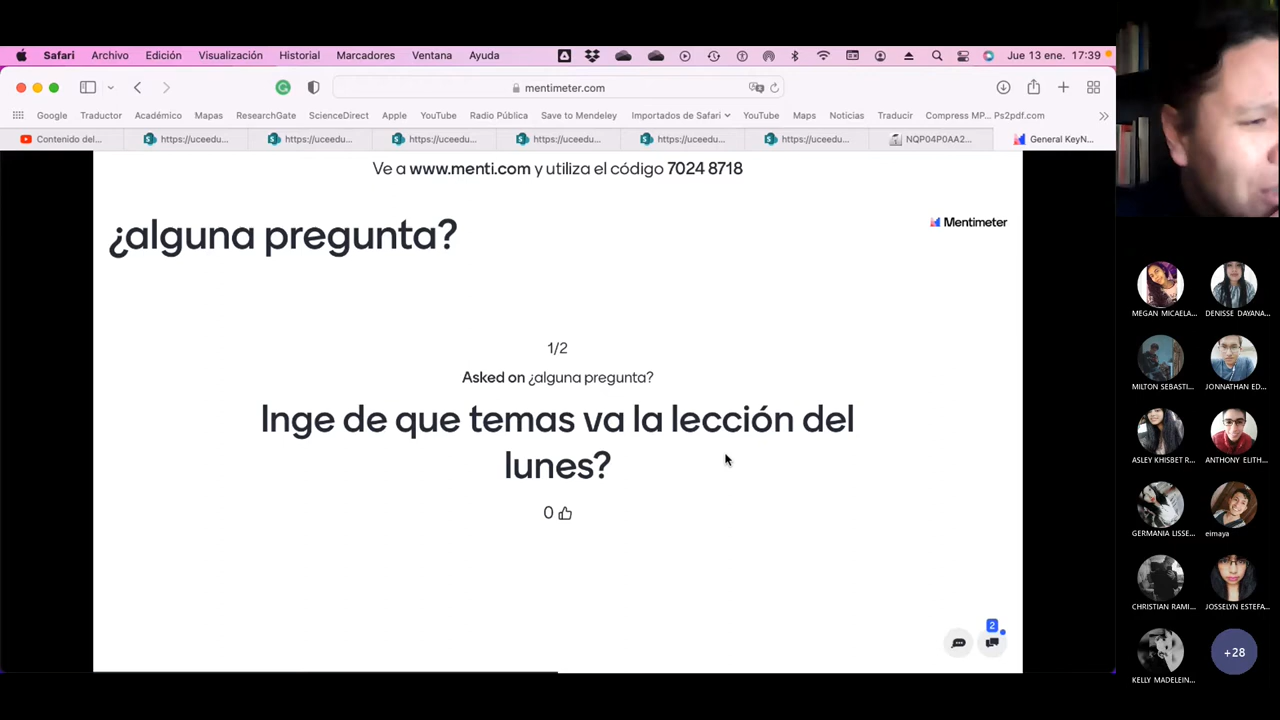 Safari Archivo Edición Visualización Historial Marcadores Ventana Ayuda Jue 13 ene. 17:39
mentimeter.com
Google Traductor Académico Mapas ResearchGate ScienceDirect Apple YouTube Radio Pública Save to Mendeley Importados de Safari YouTube Maps Noticias Traducir Compress MP... Ps2pdf.com
Contenido del... https://uceedu... https://uceedu... https://uceedu... https://uceedu... https://uceedu... https://uceedu... NQP04P0AA2... General KeyN...
Ve a www.menti.com y utiliza el código 7024 8718
¿alguna pregunta?
Mentimeter
1/2
Asked on ¿alguna pregunta?
Inge de que temas va la lección del
lunes?
0
2
MEGAN MICAELA... DENISSE DAYANA...
MILTON SEBASTI... JONNATHAN ED...
ASLEY KHISBET R... ANTHONY ELITH...
GERMANIA LISSE... eimaya
CHRISTIAN RAMI... JOSSELYN ESTEFA...
+28
KELLY MADELEIN...